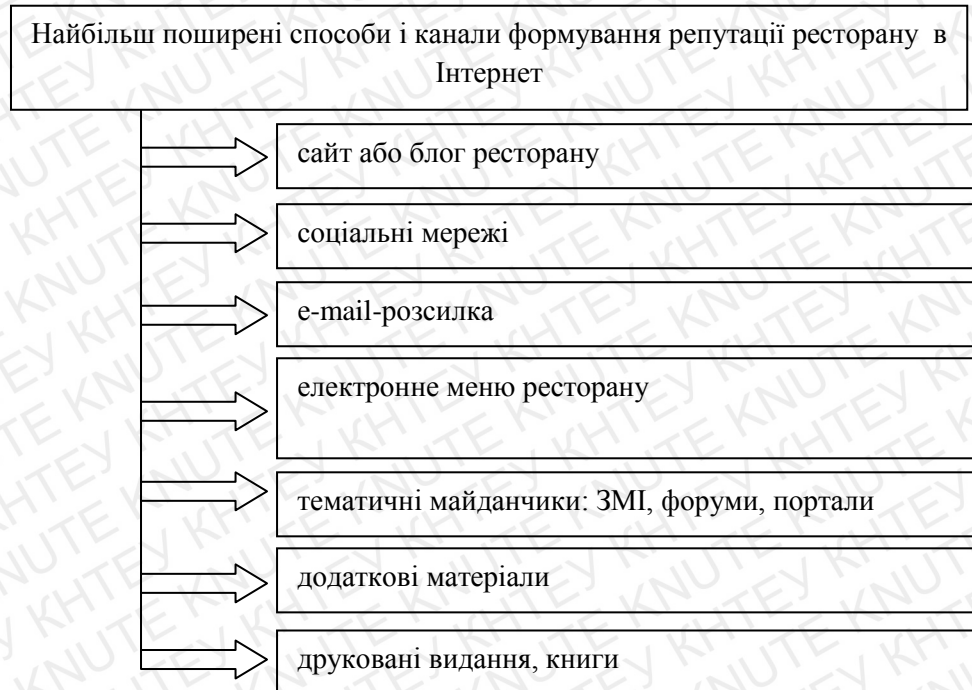 Найбільш поширені способи і канали формування репутації ресторану в
Інтернет
сайт або блог ресторану
соціальні мережі
e-mail-розсилка
електронне меню ресторану
тематичні майданчики: ЗМІ, форуми, портали
додаткові матеріали
друковані видання, книги